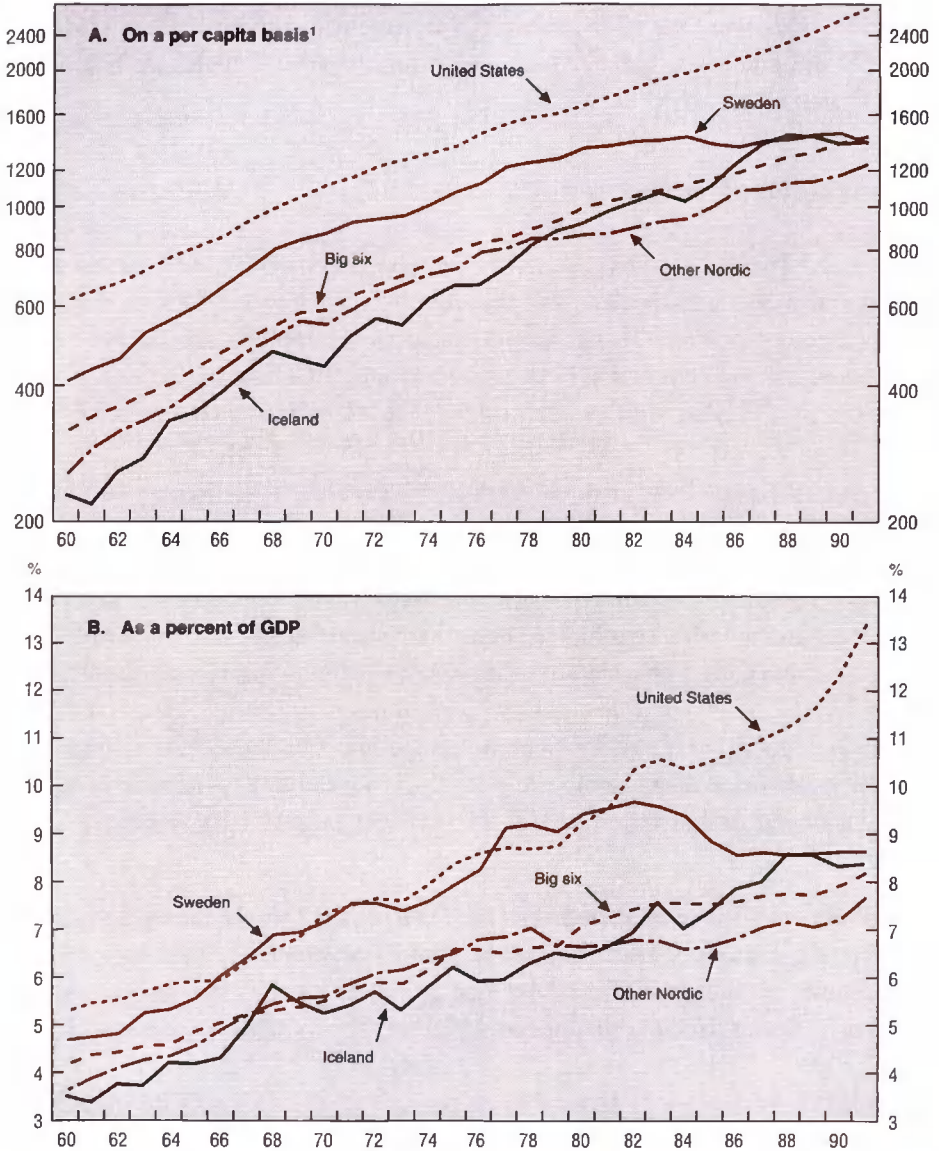 A. On a per capita basis¹
2400 2400
2000 2000
1600 1600
1200 1200
1000 1000
800 800
600 600
400 400
200 200
United States
Sweden
Big six
Other Nordic
Iceland
60 62 64 66 68 70 72 74 76 78 80 82 84 86 88 90
% %
14 14
B. As a percent of GDP
13 13
12 12
11 11
10 10
9 9
8 8
7 7
6 6
5 5
4 4
3 3
United States
Big six
Sweden
Other Nordic
Iceland
60 62 64 66 68 70 72 74 76 78 80 82 84 86 88 90